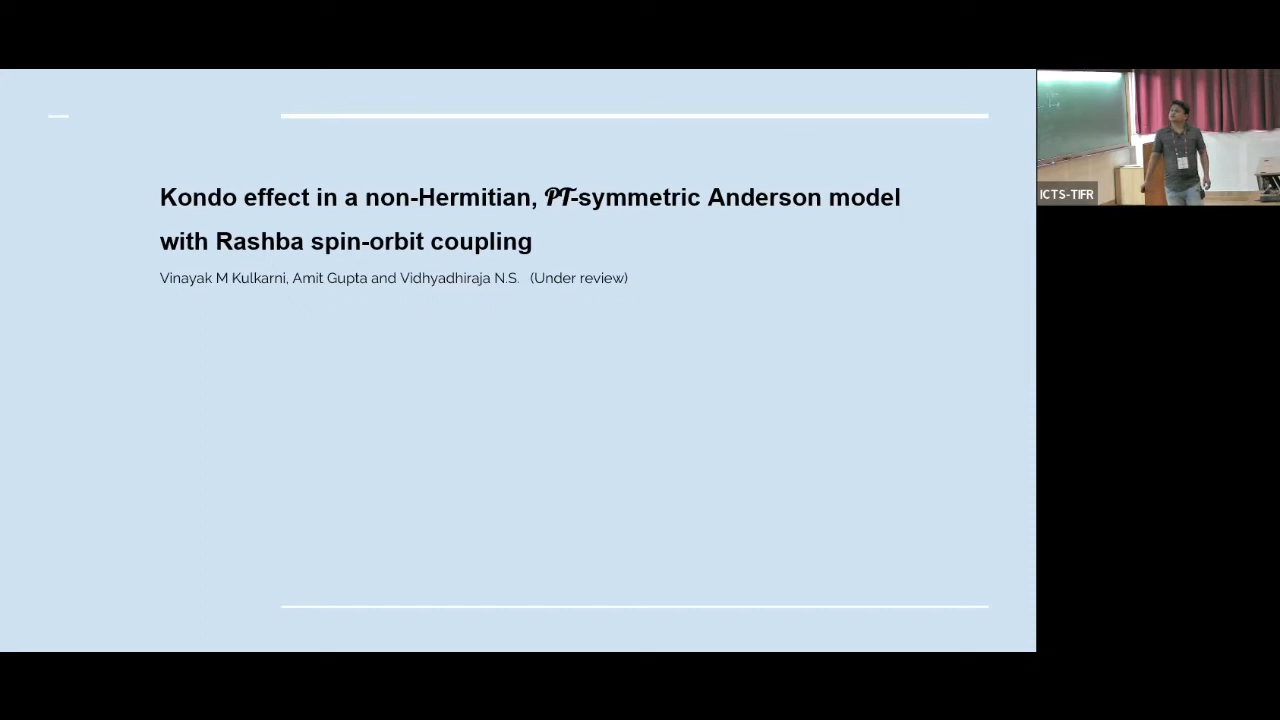 Kondo effect in a non-Hermitian, PT-symmetric Anderson model
with Rashba spin-orbit coupling
Vinayak M Kulkarni, Amit Gupta and Vidhyadhiraja N.S. (Under review)
ICTS-TIFR